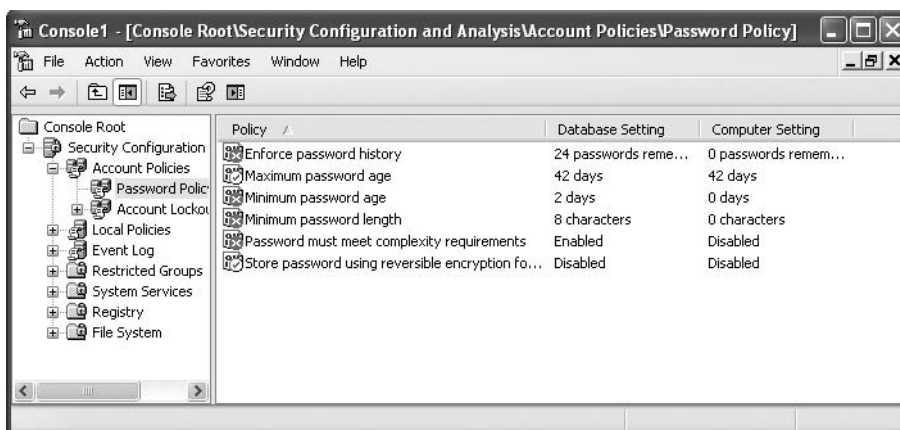 Console1 - [Console Root\Security Configuration and Analysis\Account Policies\Password Policy]
File Action View Favorites Window Help
Console Root
Security Configuration
Account Policies
Password Polic
Account Lockou
Local Policies
Event Log
Restricted Groups
System Services
Registry
File System
Policy Database Setting Computer Setting
Enforce password history 24 passwords reme... 0 passwords remem...
Maximum password age 42 days 42 days
Minimum password age 2 days 0 days
Minimum password length 8 characters 0 characters
Password must meet complexity requirements Enabled Disabled
Store password using reversible encryption fo... Disabled Disabled